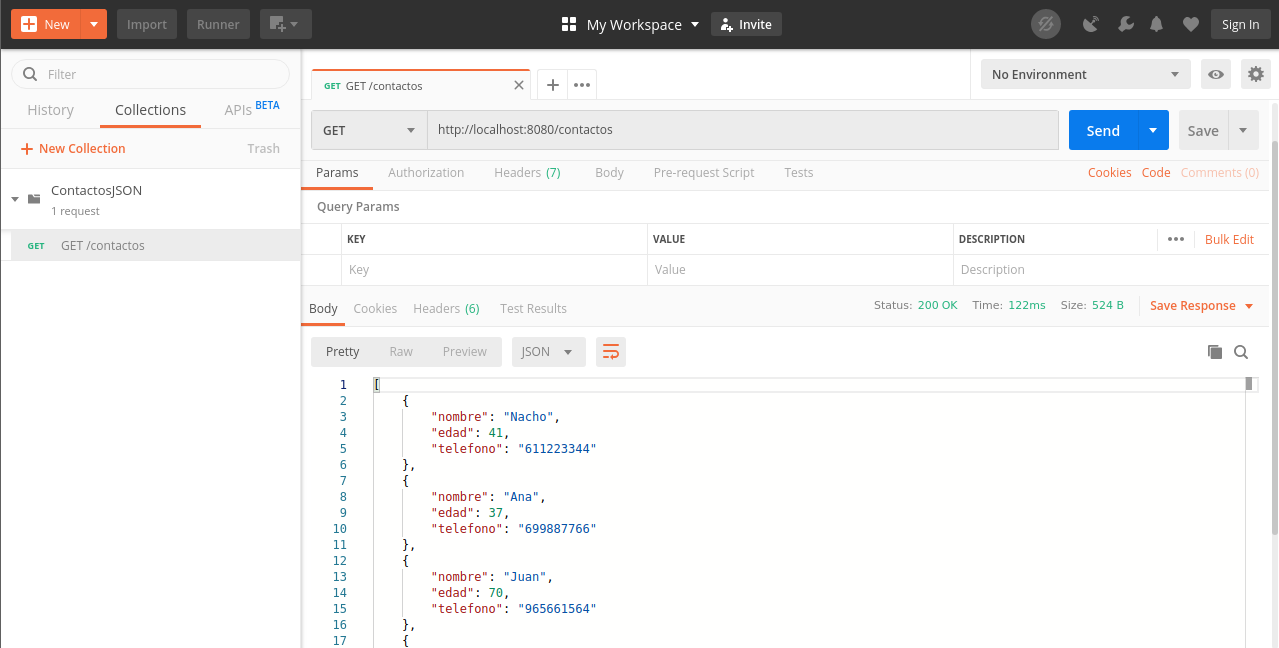 New Import Runner My Workspace Invite Sign In
Filter
History Collections APIs BETA
New Collection Trash
ContactosJSON
1 request
GET GET /contactos
GET GET /contactos No Environment
GET http://localhost:8080/contactos Send Save
Params Authorization Headers (7) Body Pre-request Script Tests Cookies Code Comments (0)
Query Params
KEY VALUE DESCRIPTION Bulk Edit
Key Value Description
Body Cookies Headers (6) Test Results Status: 200 OK Time: 122ms Size: 524 B Save Response
Pretty Raw Preview JSON
1 [
2 {
3 "nombre": "Nacho",
4 "edad": 41,
5 "telefono": "611223344"
6 },
7 {
8 "nombre": "Ana",
9 "edad": 37,
10 "telefono": "699887766"
11 },
12 {
13 "nombre": "Juan",
14 "edad": 70,
15 "telefono": "965661564"
16 },
17 {